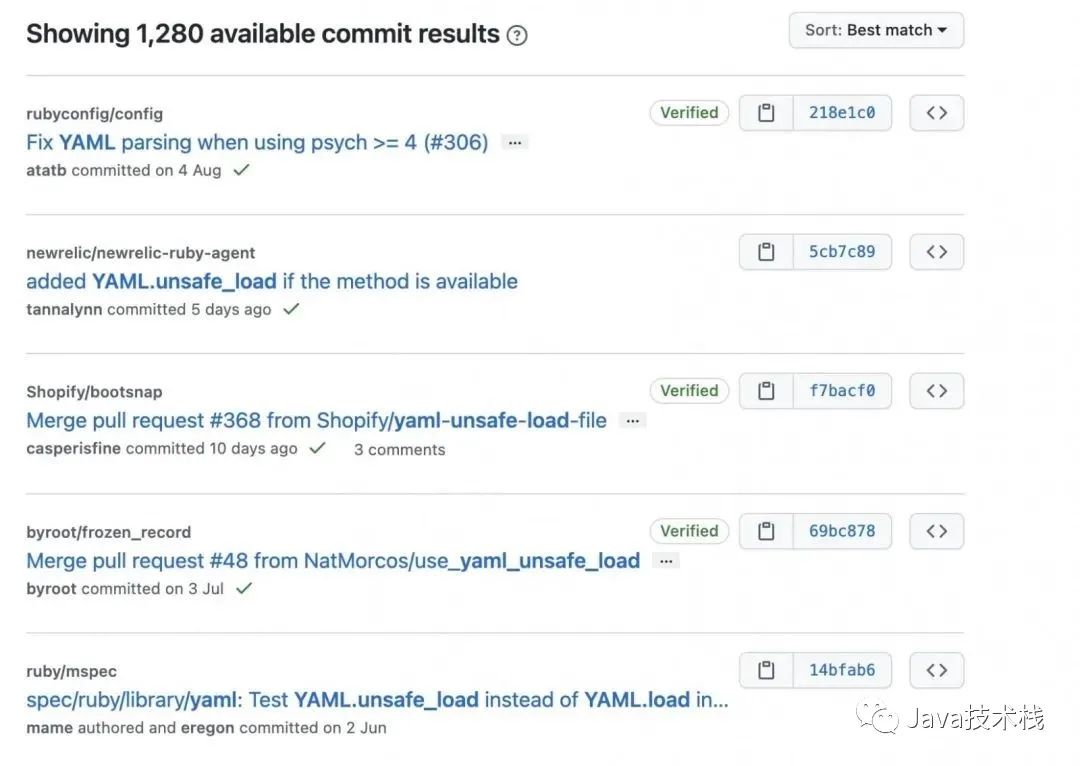 Showing 1,280 available commit results
Sort: Best match
rubyconfig/config
Verified
218e1c0
Fix YAML parsing when using psych >= 4 (#306) ...
atatb committed on 4 Aug
newrelic/newrelic-ruby-agent
5cb7c89
added YAML.unsafe_load if the method is available
tannalynn committed 5 days ago
Shopify/bootsnap
Verified
f7bacf0
Merge pull request #368 from Shopify/yaml-unsafe-load-file ...
casperisfine committed 10 days ago 3 comments
byroot/frozen_record
Verified
69bc878
Merge pull request #48 from NatMorcos/use_yaml_unsafe_load ...
byroot committed on 3 Jul
ruby/mspec
14bfab6
spec/ruby/library/yaml: Test YAML.unsafe_load instead of YAML.load in...
mame authored and eregon committed on 2 Jun
Java技术栈